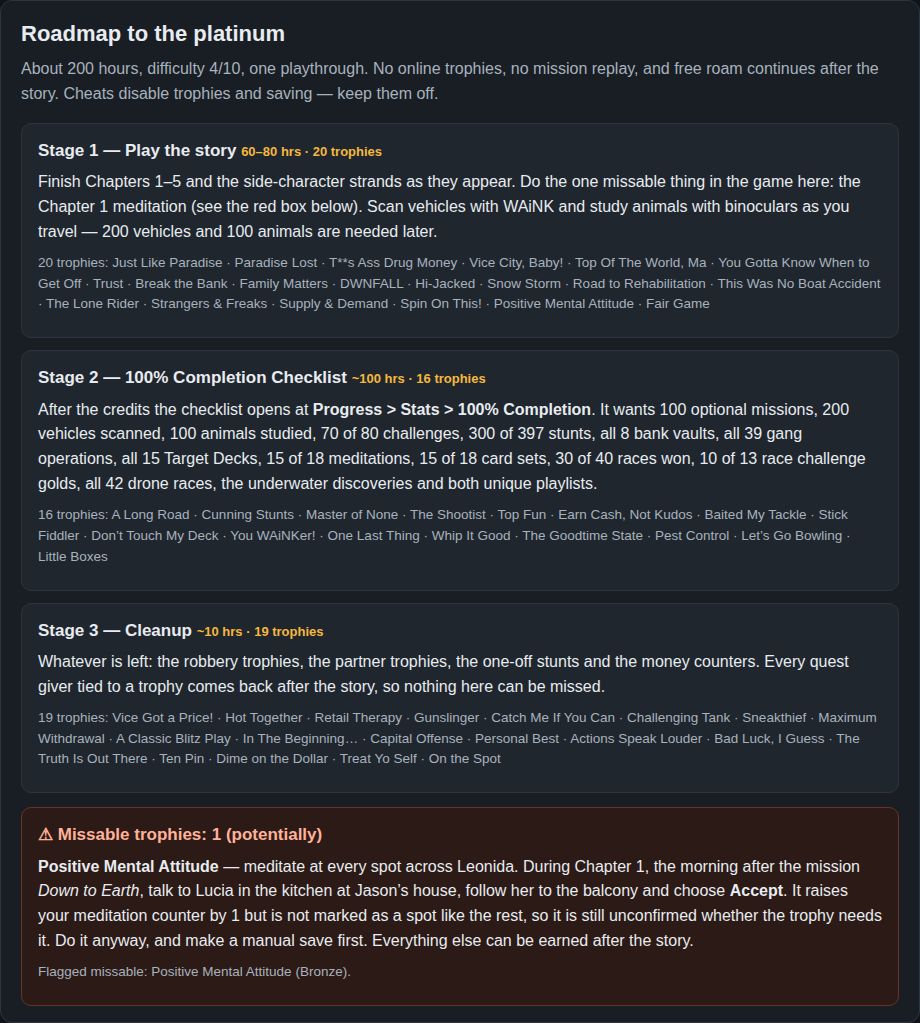 Roadmap to the platinum
About 200 hours, difficulty 4/10, one playthrough. No online trophies, no mission replay, and free roam continues after the
story. Cheats disable trophies and saving — keep them off.
Stage 1 — Play the story 60–80 hrs · 20 trophies
Finish Chapters 1–5 and the side-character strands as they appear. Do the one missable thing in the game here: the
Chapter 1 meditation (see the red box below). Scan vehicles with WAiNK and study animals with binoculars as you
travel — 200 vehicles and 100 animals are needed later.
20 trophies: Just Like Paradise · Paradise Lost · T**s Ass Drug Money · Vice City, Baby! · Top Of The World, Ma · You Gotta Know When to
Get Off · Trust · Break the Bank · Family Matters · DWNFALL · Hi-Jacked · Snow Storm · Road to Rehabilitation · This Was No Boat Accident
· The Lone Rider · Strangers & Freaks · Supply & Demand · Spin On This! · Positive Mental Attitude · Fair Game
Stage 2 — 100% Completion Checklist ~100 hrs · 16 trophies
After the credits the checklist opens at Progress > Stats > 100% Completion. It wants 100 optional missions, 200
vehicles scanned, 100 animals studied, 70 of 80 challenges, 300 of 397 stunts, all 8 bank vaults, all 39 gang
operations, all 15 Target Decks, 15 of 18 meditations, 15 of 18 card sets, 30 of 40 races won, 10 of 13 race challenge
golds, all 42 drone races, the underwater discoveries and both unique playlists.
16 trophies: A Long Road · Cunning Stunts · Master of None · The Shootist · Top Fun · Earn Cash, Not Kudos · Baited My Tackle · Stick
Fiddler · Don’t Touch My Deck · You WAiNKer! · One Last Thing · Whip It Good · The Goodtime State · Pest Control · Let’s Go Bowling ·
Little Boxes
Stage 3 — Cleanup ~10 hrs · 19 trophies
Whatever is left: the robbery trophies, the partner trophies, the one-off stunts and the money counters. Every quest
giver tied to a trophy comes back after the story, so nothing here can be missed.
19 trophies: Vice Got a Price! · Hot Together · Retail Therapy · Gunslinger · Catch Me If You Can · Challenging Tank · Sneakthief · Maximum
Withdrawal · A Classic Blitz Play · In The Beginning… · Capital Offense · Personal Best · Actions Speak Louder · Bad Luck, I Guess · The
Truth Is Out There · Ten Pin · Dime on the Dollar · Treat Yo Self · On the Spot
⚠ Missable trophies: 1 (potentially)
Positive Mental Attitude — meditate at every spot across Leonida. During Chapter 1, the morning after the mission
Down to Earth, talk to Lucia in the kitchen at Jason’s house, follow her to the balcony and choose Accept. It raises
your meditation counter by 1 but is not marked as a spot like the rest, so it is still unconfirmed whether the trophy needs
it. Do it anyway, and make a manual save first. Everything else can be earned after the story.
Flagged missable: Positive Mental Attitude (Bronze).